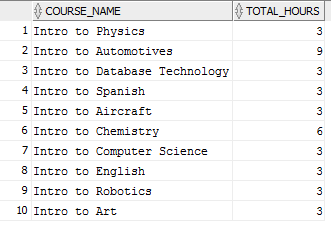 COURSE_NAME TOTAL_HOURS
1 Intro to Physics 3
2 Intro to Automotives 9
3 Intro to Database Technology 3
4 Intro to Spanish 3
5 Intro to Aircraft 3
6 Intro to Chemistry 6
7 Intro to Computer Science 3
8 Intro to English 3
9 Intro to Robotics 3
10 Intro to Art 3